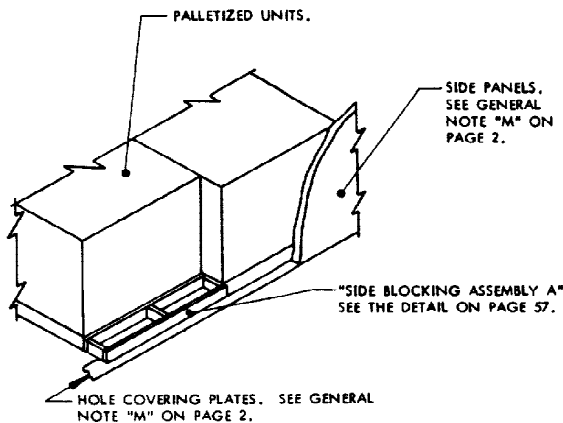 PALLETIZED UNITS.
SIDE PANELS.
SEE GENERAL
NOTE "M" ON
PAGE 2.
"SIDE BLOCKING ASSEMBLY A"
SEE THE DETAIL ON PAGE 57.
HOLE COVERING PLATES. SEE GENERAL
NOTE "M" ON PAGE 2.